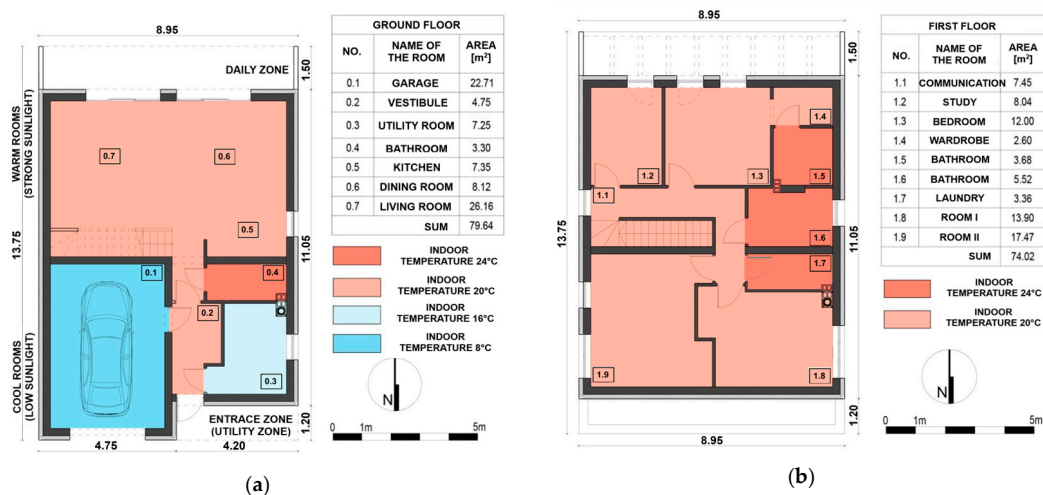 8.95
DAILY ZONE
1.50
WARM ROOMS
(STRONG SUNLIGHT)
13.75
COOL ROOMS
(LOW SUNLIGHT)
11.05
1.20
0.7
0.6
0.5
0.1
0.4
0.2
0.3
ENTRACE ZONE
(UTILITY ZONE)
4.75 4.20
GROUND FLOOR
NO. NAME OF THE ROOM AREA [m²]
0.1 GARAGE 22.71
0.2 VESTIBULE 4.75
0.3 UTILITY ROOM 7.25
0.4 BATHROOM 3.30
0.5 KITCHEN 7.35
0.6 DINING ROOM 8.12
0.7 LIVING ROOM 26.16
SUM 79.64
INDOOR
TEMPERATURE 24°C
INDOOR
TEMPERATURE 20°C
INDOOR
TEMPERATURE 16°C
INDOOR
TEMPERATURE 8°C
N
0 1m 5m
(a)
8.95
1.50
13.75
11.05
1.20
1.4
1.2
1.3
1.5
1.1
1.6
1.7
1.9
1.8
8.95
FIRST FLOOR
NO. NAME OF THE ROOM AREA [m²]
1.1 COMMUNICATION 7.45
1.2 STUDY 8.04
1.3 BEDROOM 12.00
1.4 WARDROBE 2.60
1.5 BATHROOM 3.68
1.6 BATHROOM 5.52
1.7 LAUNDRY 3.36
1.8 ROOM I 13.90
1.9 ROOM II 17.47
SUM 74.02
INDOOR
TEMPERATURE 24°C
INDOOR
TEMPERATURE 20°C
N
0 1m 5m
(b)